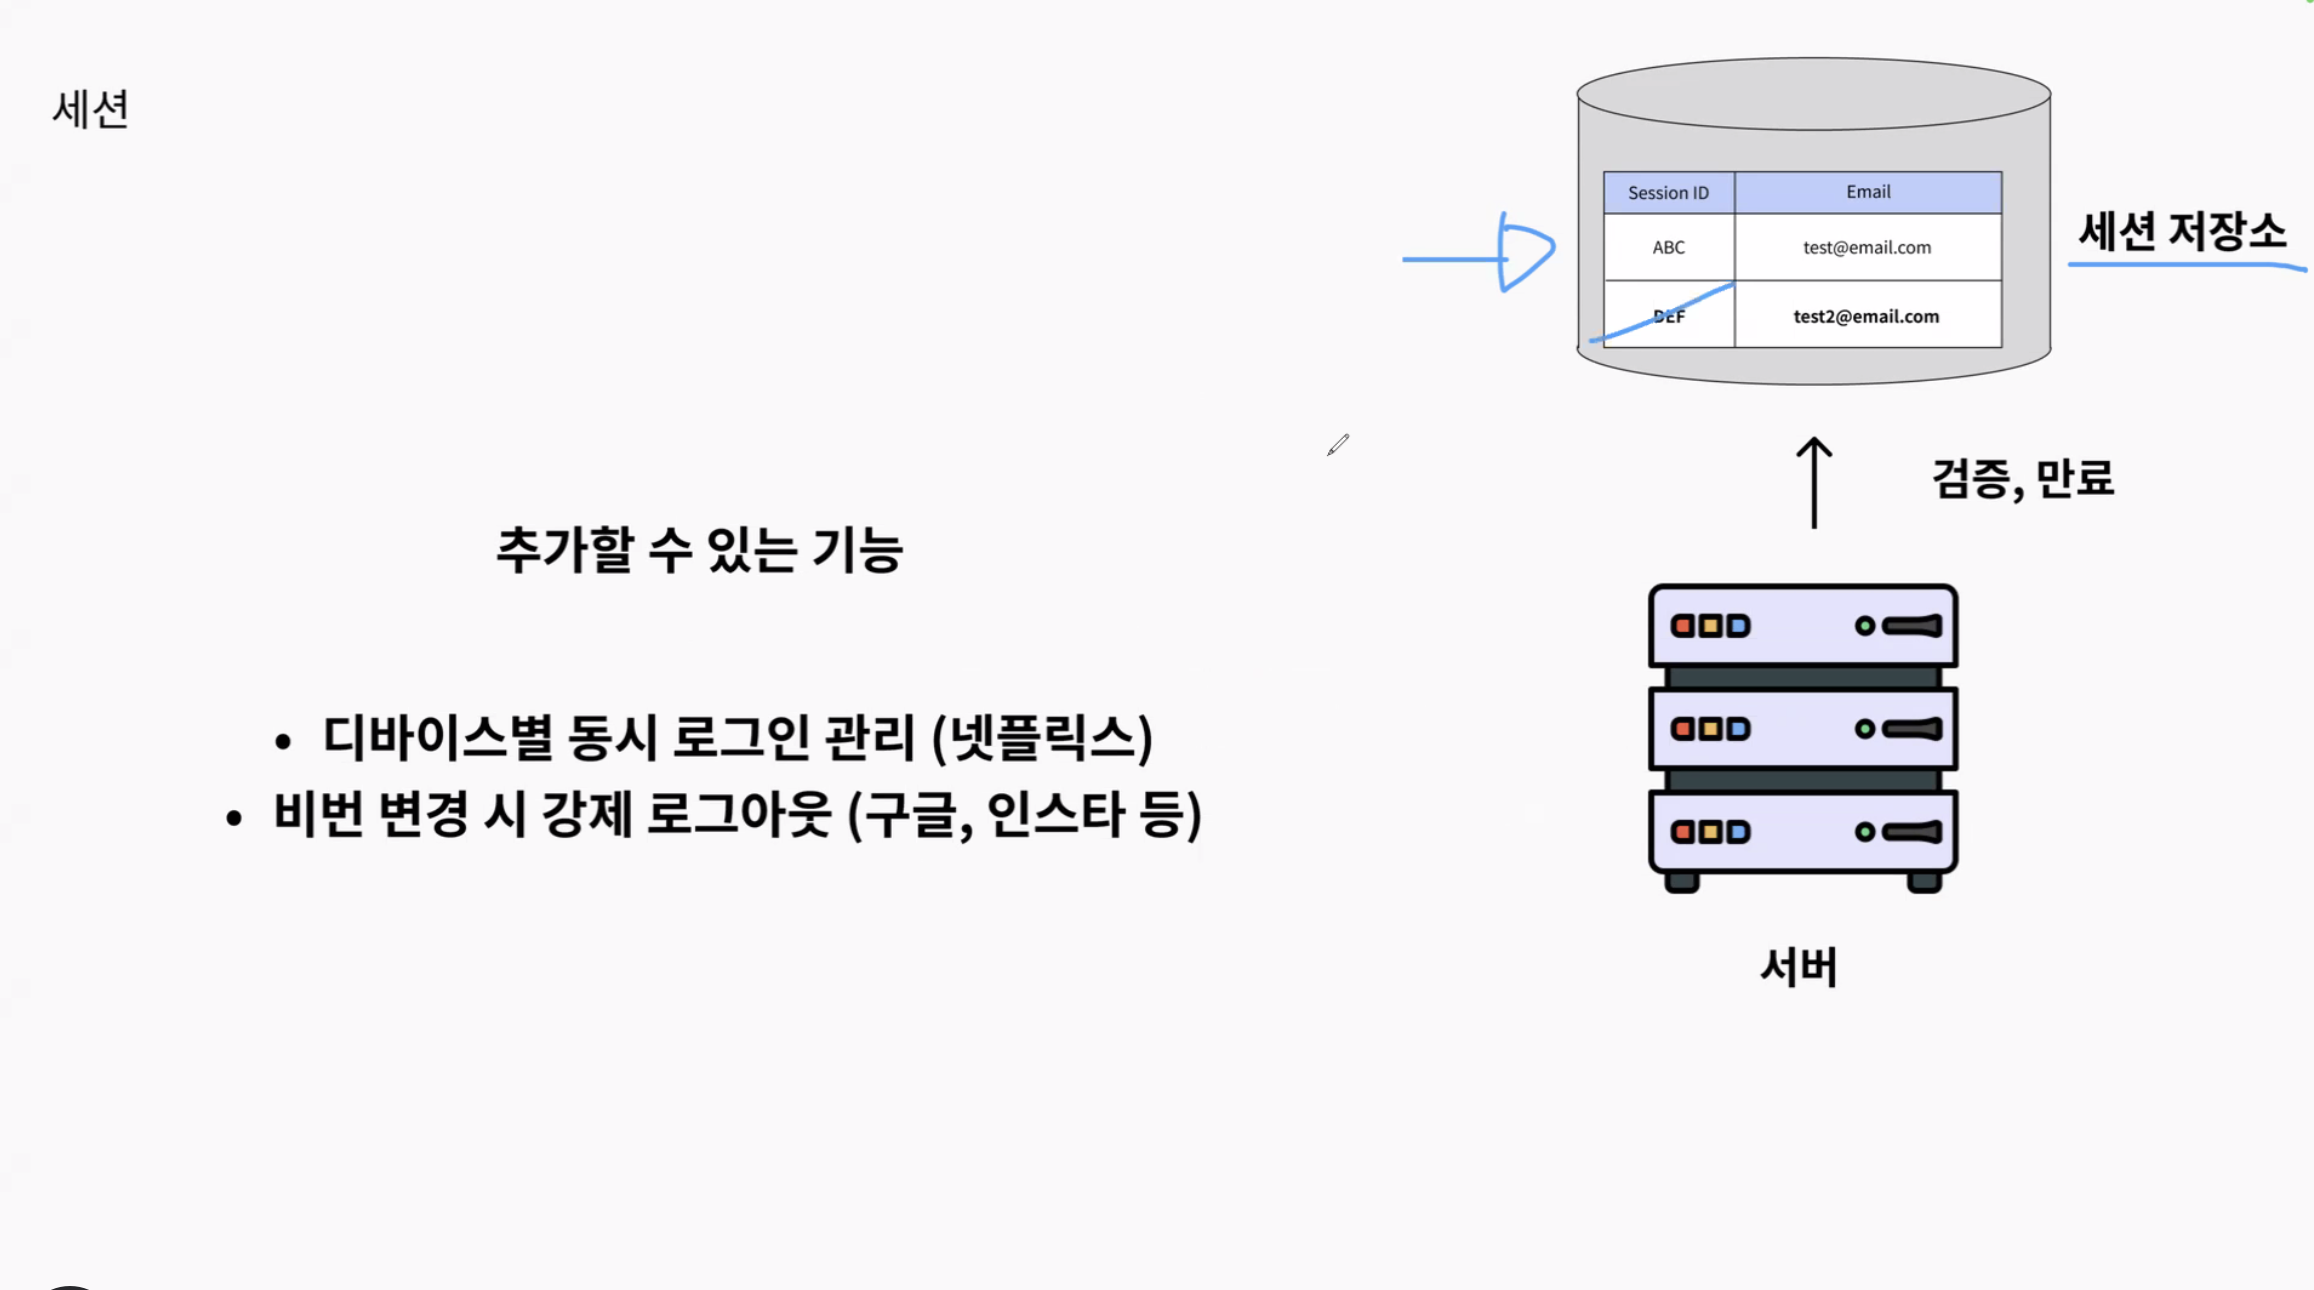 세션
Session ID Email
ABC test@email.com
DEF test2@email.com
세션 저장소
검증, 만료
추가할 수 있는 기능
• 디바이스별 동시 로그인 관리 (넷플릭스)
• 비번 변경 시 강제 로그아웃 (구글, 인스타 등)
서버